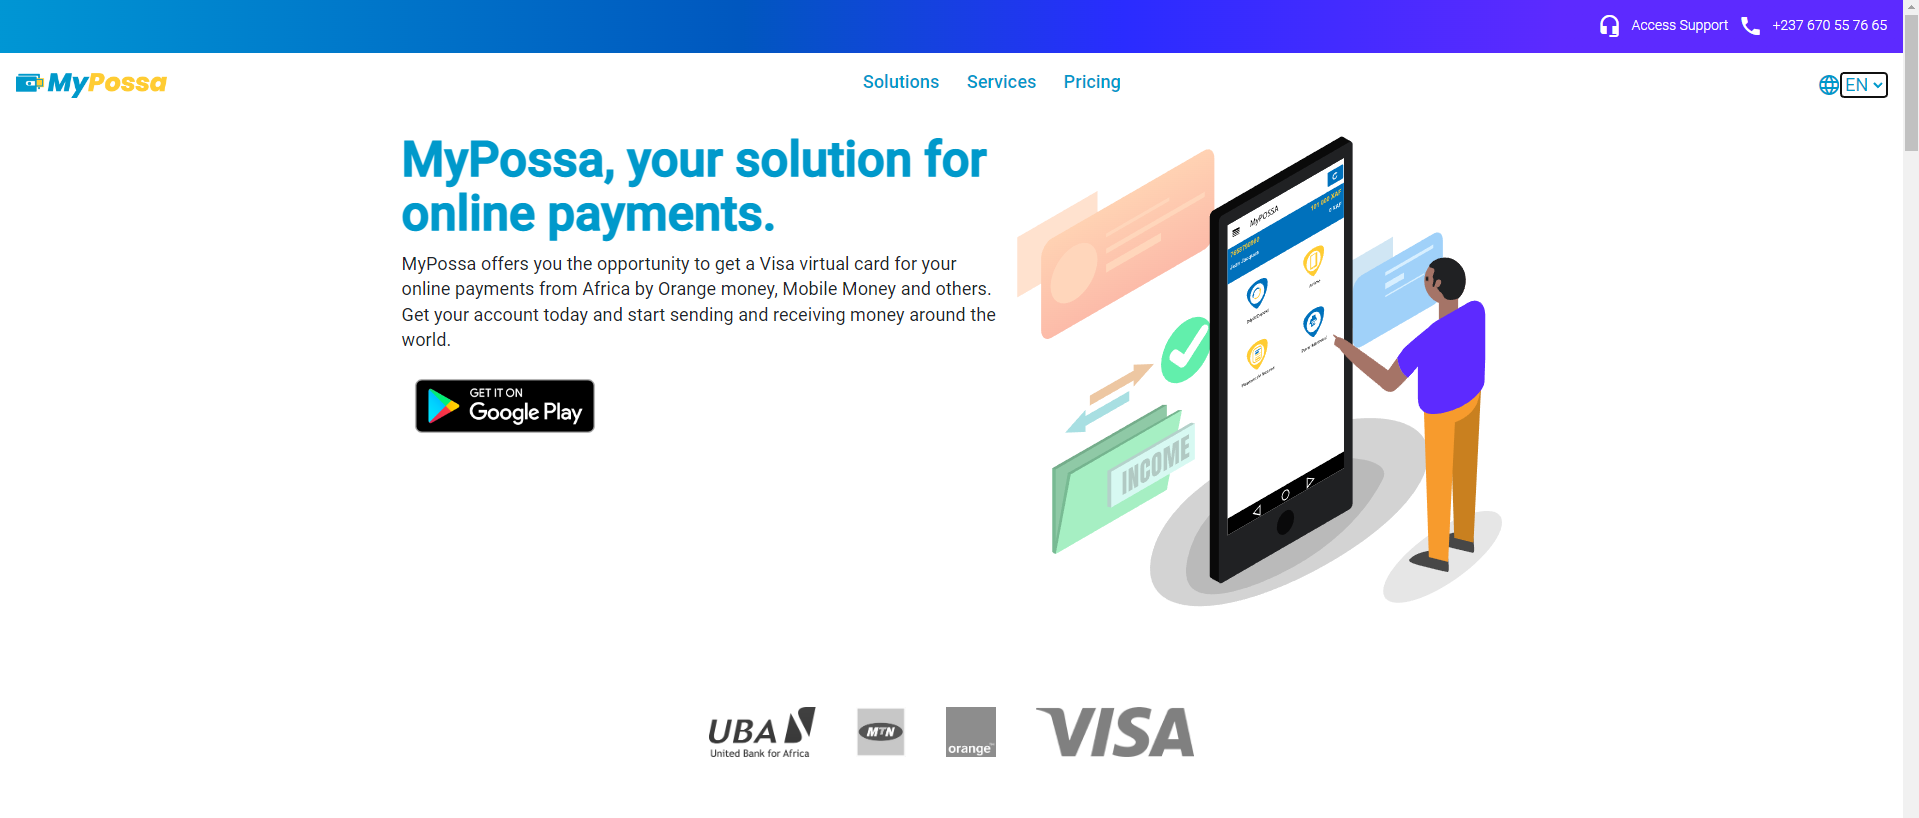 Access Support
+237 670 55 76 65
MyPossa
Solutions
Services
Pricing
EN
MyPossa, your solution for
online payments.
MyPossa offers you the opportunity to get a Visa virtual card for your
online payments from Africa by Orange money, Mobile Money and others.
Get your account today and start sending and receiving money around the
world.
GET IT ON
Google Play
MyPOSSA
INCOME
UBA
United Bank for Africa
MTN
orange
VISA